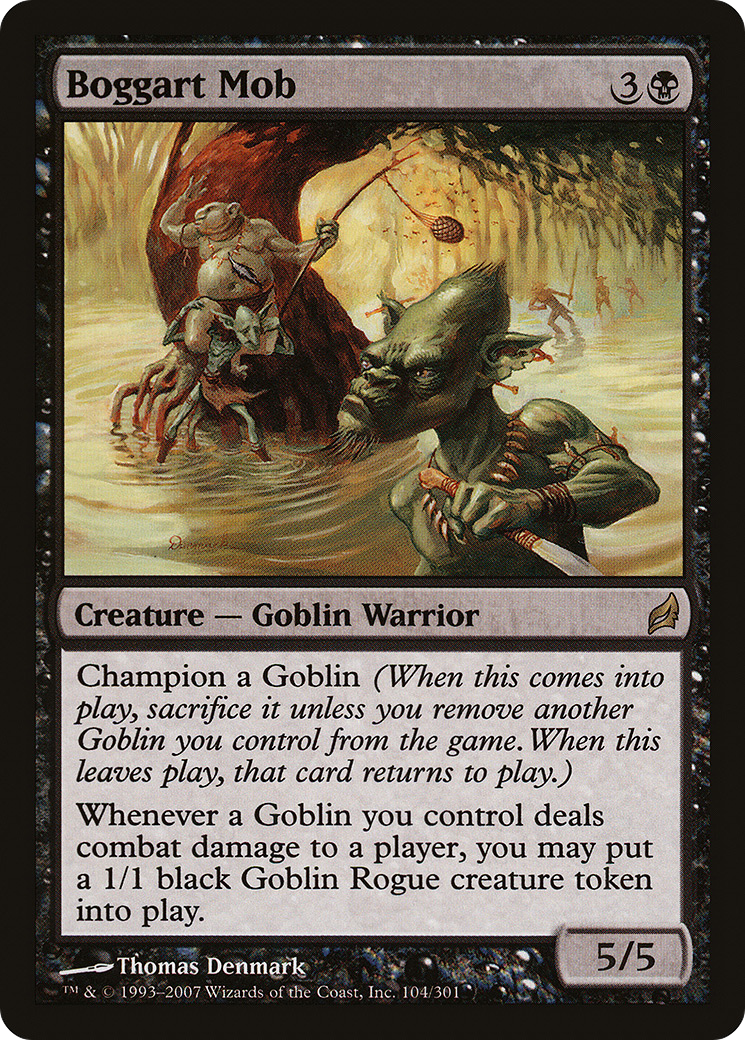 Boggart Mob 3
Denmark
Creature — Goblin Warrior
Champion a Goblin (When this comes into
play, sacrifice it unless you remove another
Goblin you control from the game. When this
leaves play, that card returns to play.)
Whenever a Goblin you control deals
combat damage to a player, you may put
a 1/1 black Goblin Rogue creature token
into play.
5/5
Thomas Denmark
™ & © 1993–2007 Wizards of the Coast, Inc. 104/301